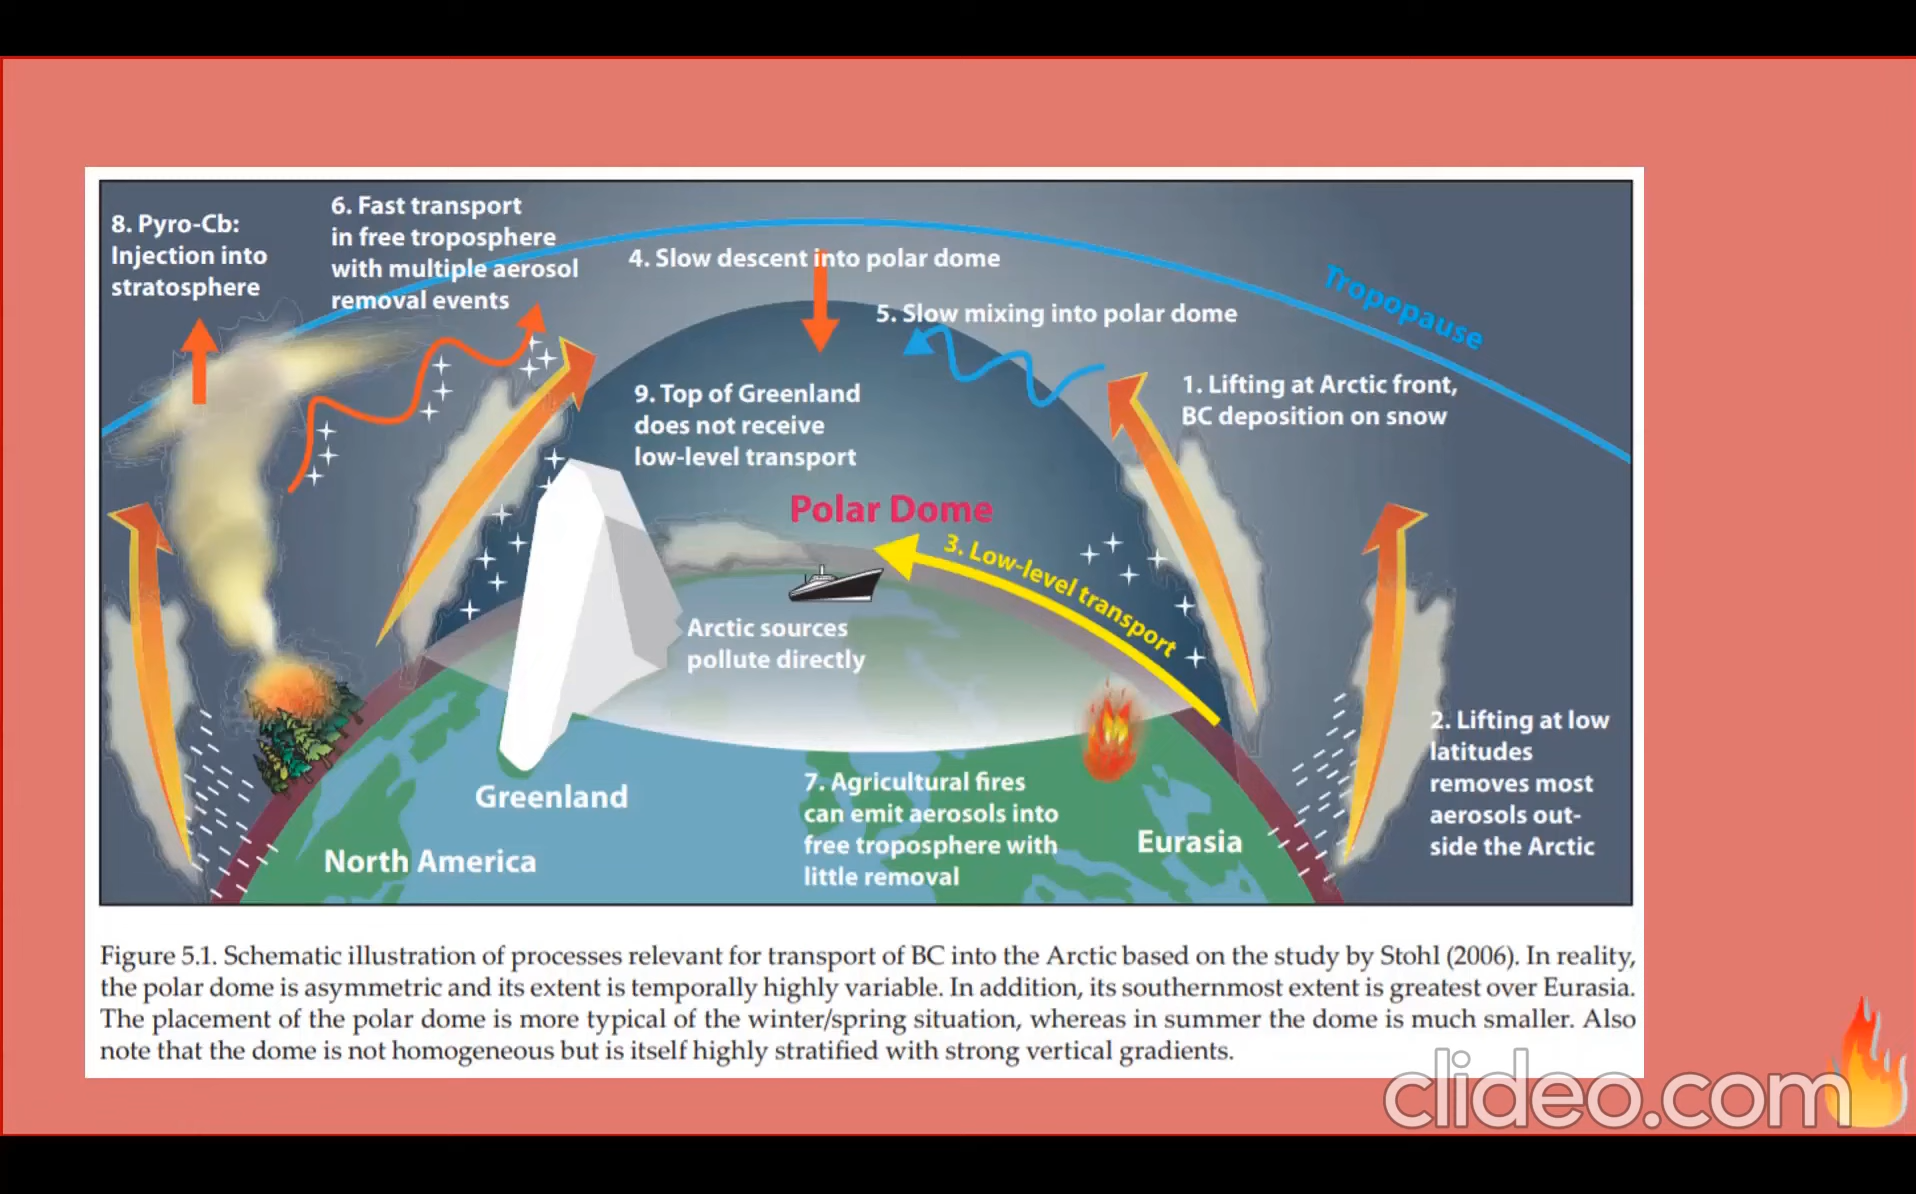 8. Pyro-Cb:
Injection into
stratosphere
6. Fast transport
in free troposphere
with multiple aerosol
removal events
4. Slow descent into polar dome
5. Slow mixing into polar dome
Tropopause
1. Lifting at Arctic front,
BC deposition on snow
9. Top of Greenland
does not receive
low-level transport
Polar Dome
3. Low-level transport
Arctic sources
pollute directly
2. Lifting at low
latitudes
removes most
aerosols out-
side the Arctic
Greenland
7. Agricultural fires
can emit aerosols into
free troposphere with
little removal
Eurasia
North America
Figure 5.1. Schematic illustration of processes relevant for transport of BC into the Arctic based on the study by Stohl (2006). In reality,
the polar dome is asymmetric and its extent is temporally highly variable. In addition, its southernmost extent is greatest over Eurasia.
The placement of the polar dome is more typical of the winter/spring situation, whereas in summer the dome is much smaller. Also
note that the dome is not homogeneous but is itself highly stratified with strong vertical gradients.
clideo.com